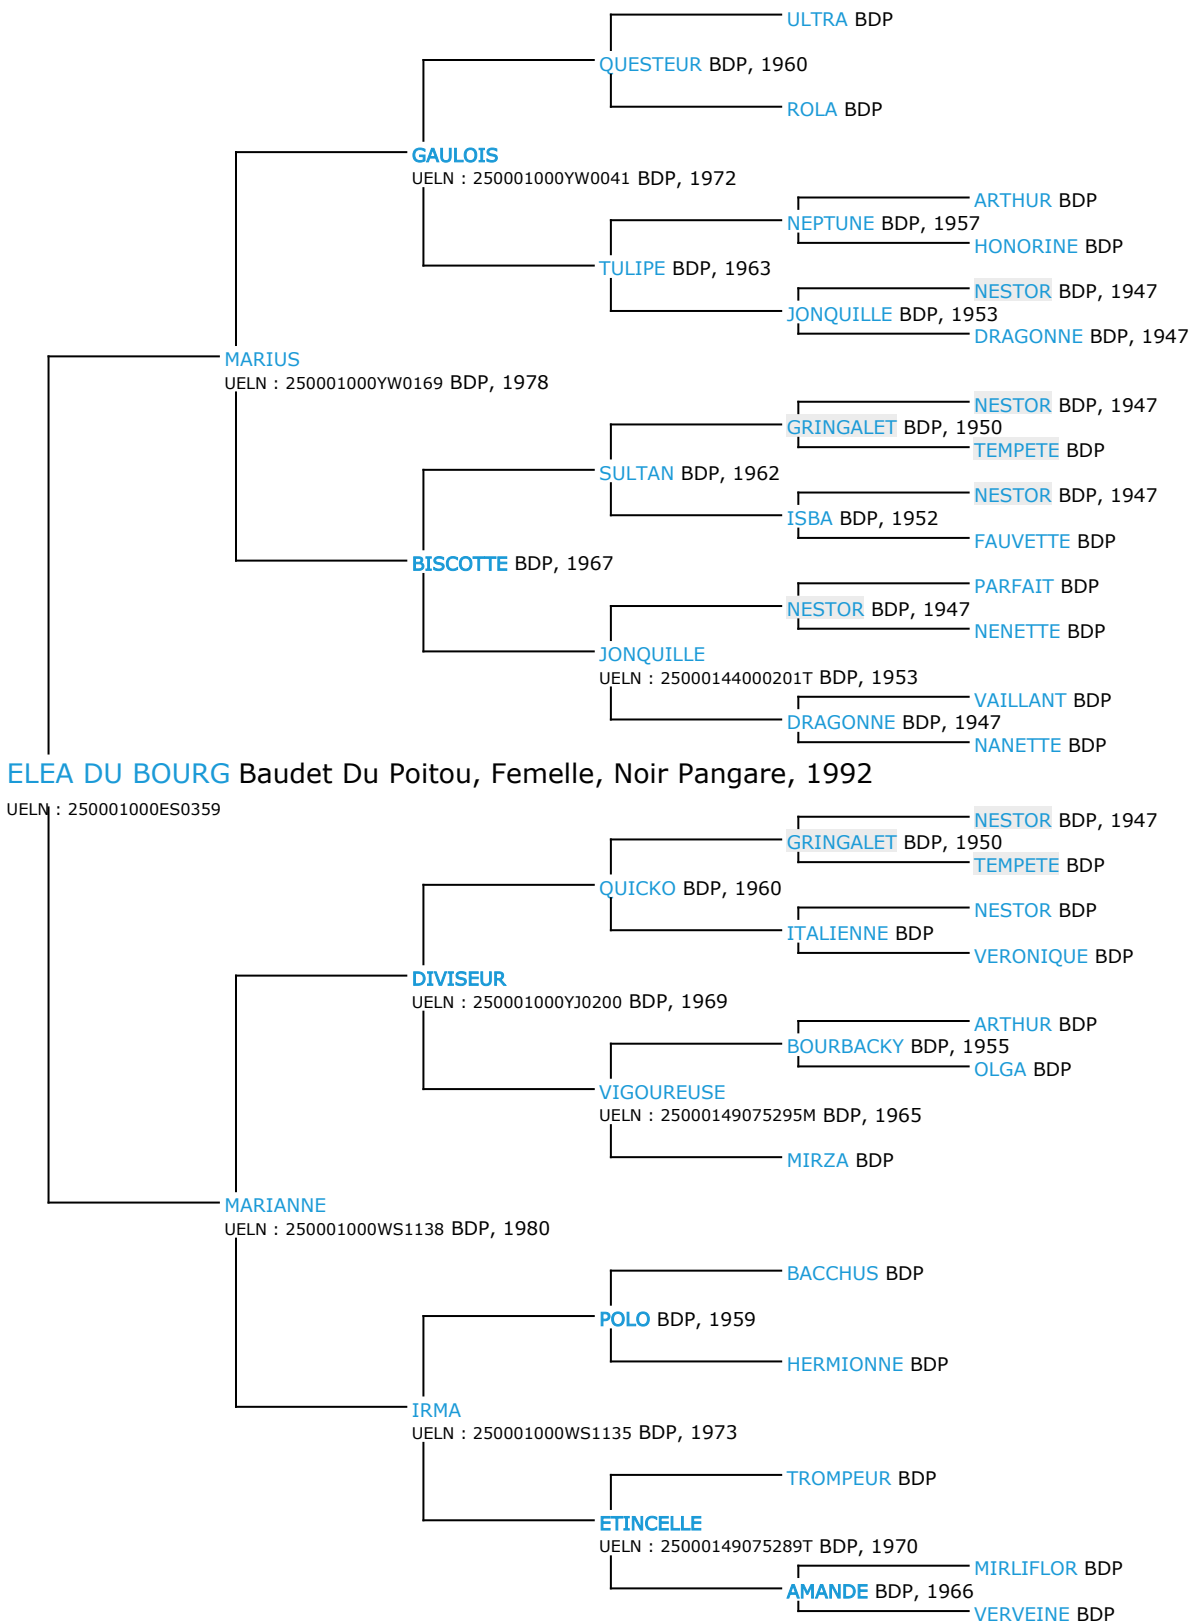 ULTRA BDP
QUESTEUR BDP, 1960
ROLA BDP
GAULOIS
UELN : 250001000YW0041 BDP, 1972
ARTHUR BDP
NEPTUNE BDP, 1957
HONORINE BDP
TULIPE BDP, 1963
NESTOR BDP, 1947
JONQUILLE BDP, 1953
DRAGONNE BDP, 1947
MARIUS
UELN : 250001000YW0169 BDP, 1978
NESTOR BDP, 1947
GRINGALET BDP, 1950
TEMPETE BDP
SULTAN BDP, 1962
NESTOR BDP, 1947
ISBA BDP, 1952
FAUVETTE BDP
BISCOTTE BDP, 1967
PARFAIT BDP
NESTOR BDP, 1947
NENETTE BDP
JONQUILLE
UELN : 25000144000201T BDP, 1953
VAILLANT BDP
DRAGONNE BDP, 1947
NANETTE BDP
ELEA DU BOURG Baudet Du Poitou, Femelle, Noir Pangare, 1992
UELN : 250001000ES0359
NESTOR BDP, 1947
GRINGALET BDP, 1950
TEMPETE BDP
QUICKO BDP, 1960
NESTOR BDP
ITALIENNE BDP
VERONIQUE BDP
DIVISEUR
UELN : 250001000YJ0200 BDP, 1969
ARTHUR BDP
BOURBACKY BDP, 1955
OLGA BDP
VIGOUREUSE
UELN : 25000149075295M BDP, 1965
MIRZA BDP
MARIANNE
UELN : 250001000WS1138 BDP, 1980
BACCHUS BDP
POLO BDP, 1959
HERMIONNE BDP
IRMA
UELN : 250001000WS1135 BDP, 1973
TROMPEUR BDP
ETINCELLE
UELN : 25000149075289T BDP, 1970
MIRLIFLOR BDP
AMANDE BDP, 1966
VERVEINE BDP